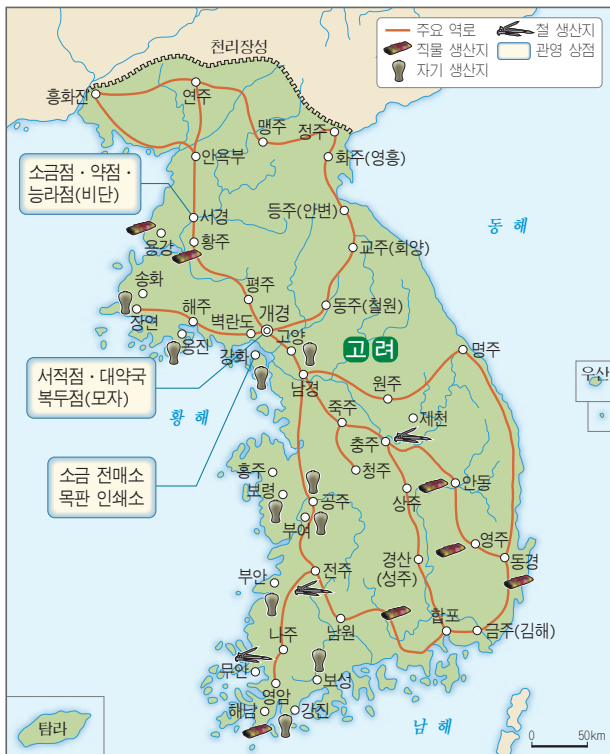 천리장성
주요 역로
직물 생산지
자기 생산지
철 생산지
관영 상점
흥화진
연주
맹주
정주
안북부
화주(영흥)
소금점·약점·
능라점(비단)
서경
등주(안변)
동 해
용강
황주
교주(회양)
송화
평주
장연
해주
벽란도
개경
동주(철원)
옹진
강화
고양
고려
명주
우산
서적점·대약국
복두점(모자)
황 해
남경
원주
죽주
제천
충주
소금 전매소
목판 인쇄소
홍주
보령
청주
공주
상주
안동
부여
영주
동경
부안
전주
경산
(성주)
합포
금주(김해)
나주
남원
무안
보성
영암
해남
강진
탐라
남 해
0
50km